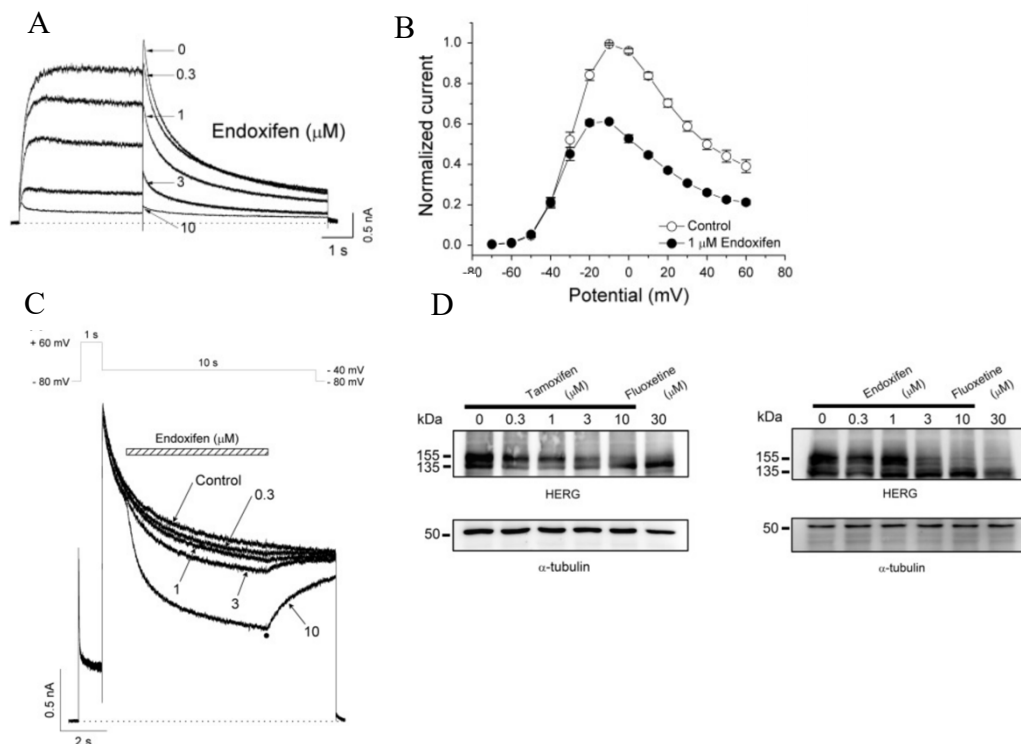 A
0
0.3
1
Endoxifen (μM)
3
10
0.5 nA
1 s
B
Normalized current
1.0
0.8
0.6
0.4
0.2
0.0
Control
1 μM Endoxifen
-80 -60 -40 -20 0 20 40 60 80
Potential (mV)
C
1 s
+ 60 mV
10 s
- 80 mV
- 40 mV
- 80 mV
Endoxifen (μM)
Control
0.3
1
3
10
0.5 nA
2 s
D
Tamoxifen (μM) Fluoxetine (μM)
kDa 0 0.3 1 3 10 30
155
135
HERG
50
α-tubulin
Endoxifen (μM) Fluoxetine (μM)
kDa 0 0.3 1 3 10 30
155
135
HERG
50
α-tubulin